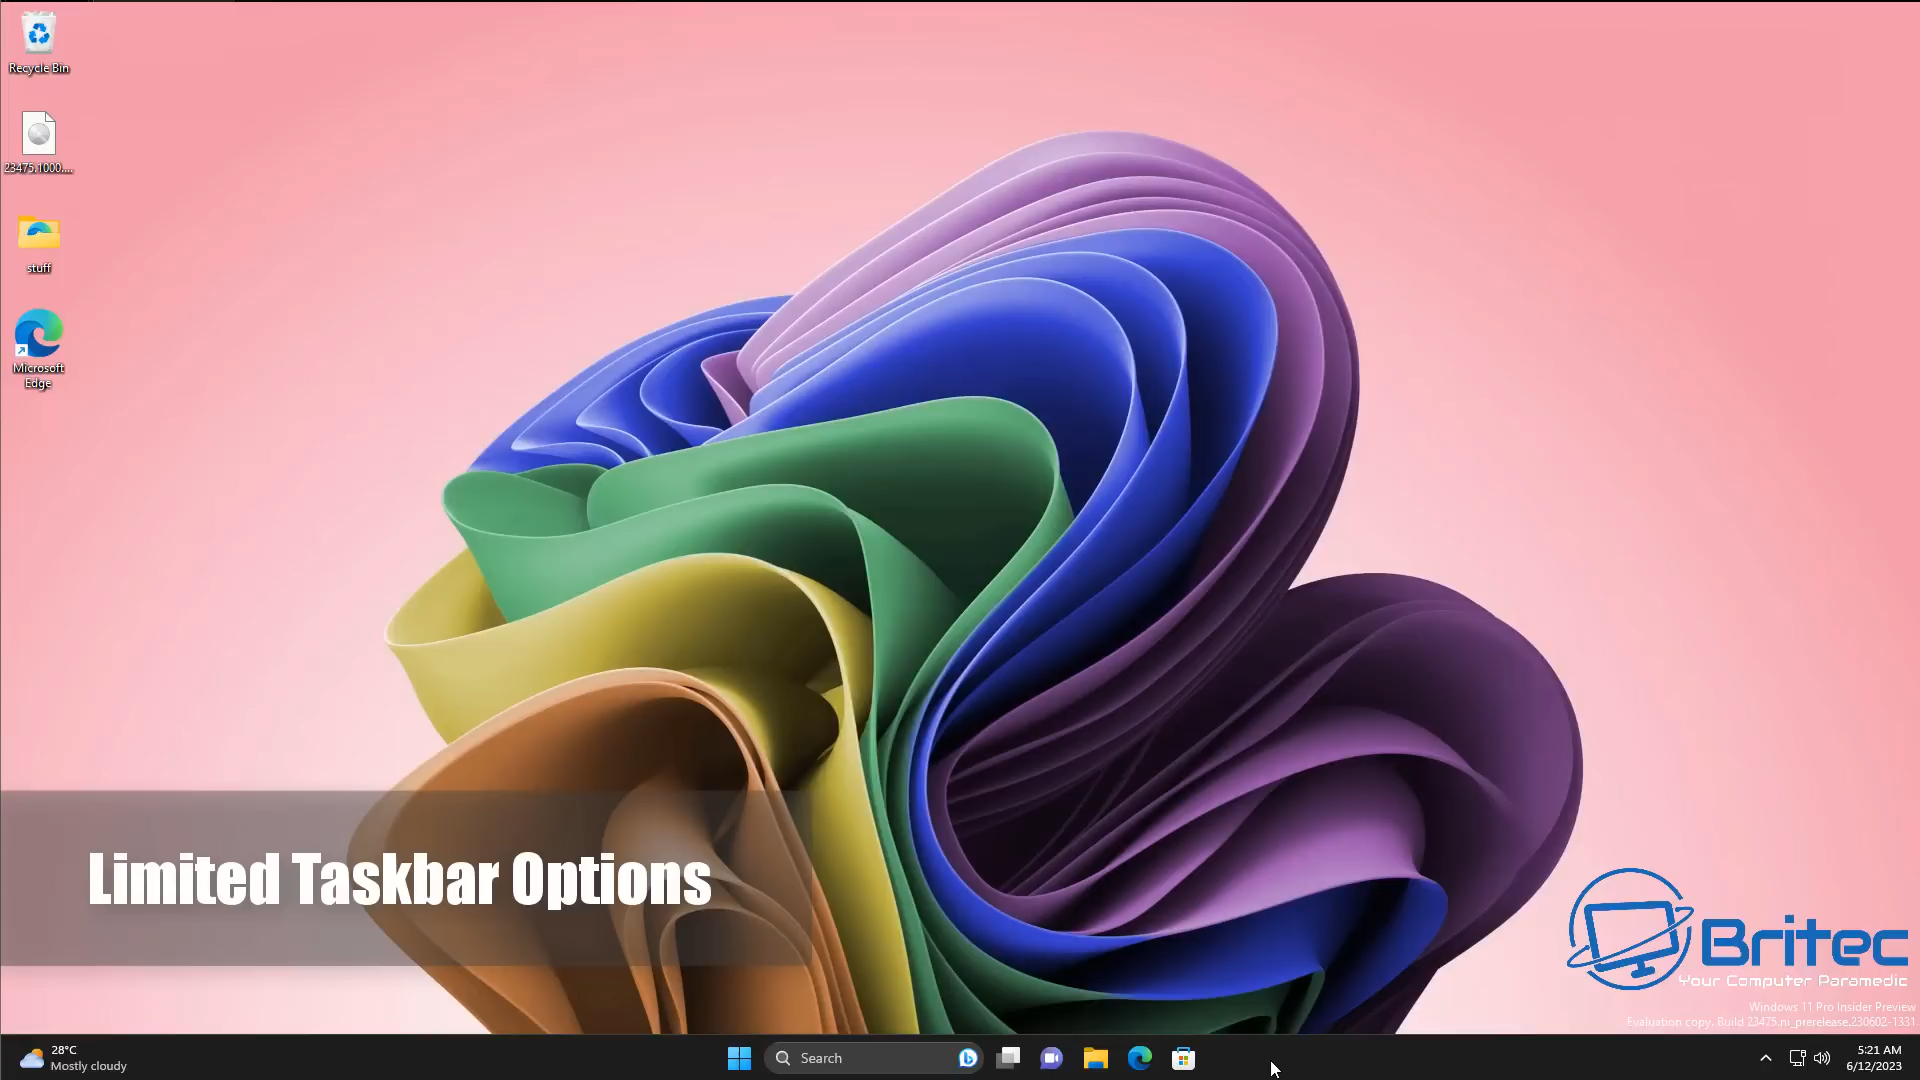 Recycle Bin
23475.1000....
stuff
Microsoft
Edge
Limited Taskbar Options
Britec
Your Computer Paramedic
Windows 11 Pro Insider Preview
Evaluation copy. Build 23475.ni_prerelease.230602-1331
28°C
Mostly cloudy
Search
5:21 AM
6/12/2023